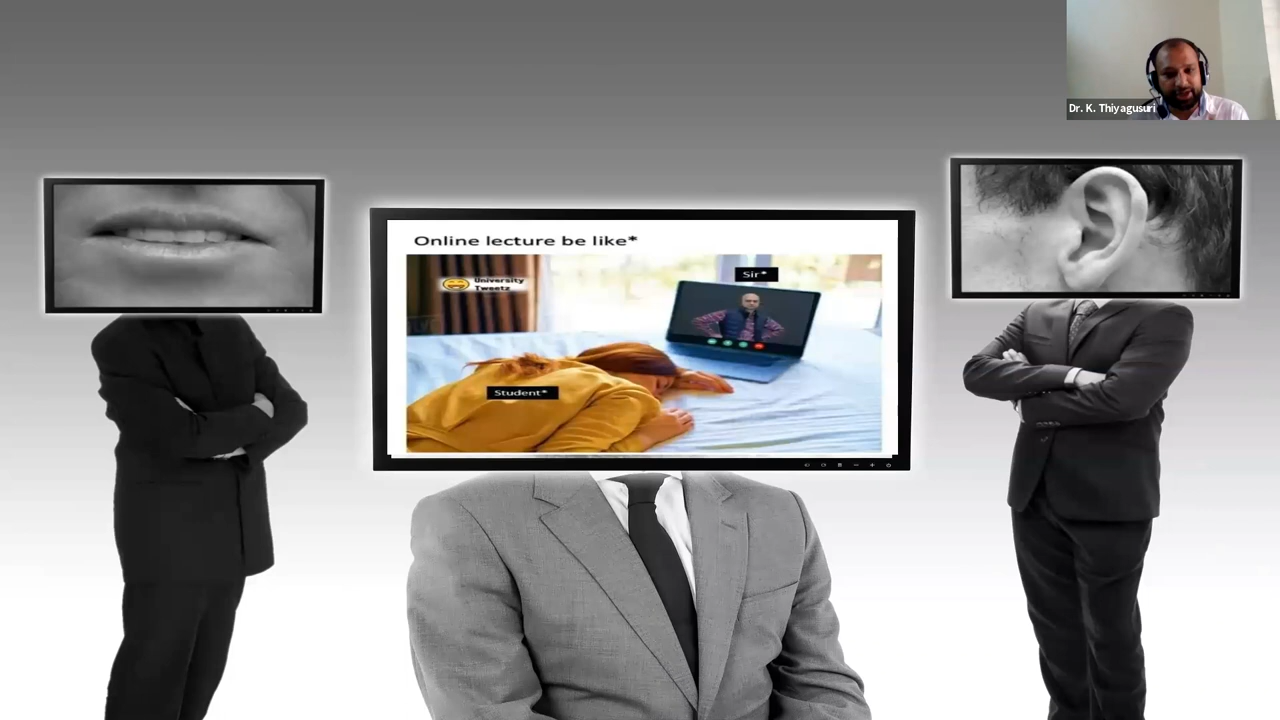 Dr. K. Thiyagusuri
Online lecture be like*
University
Tweetz
Sir*
Student*